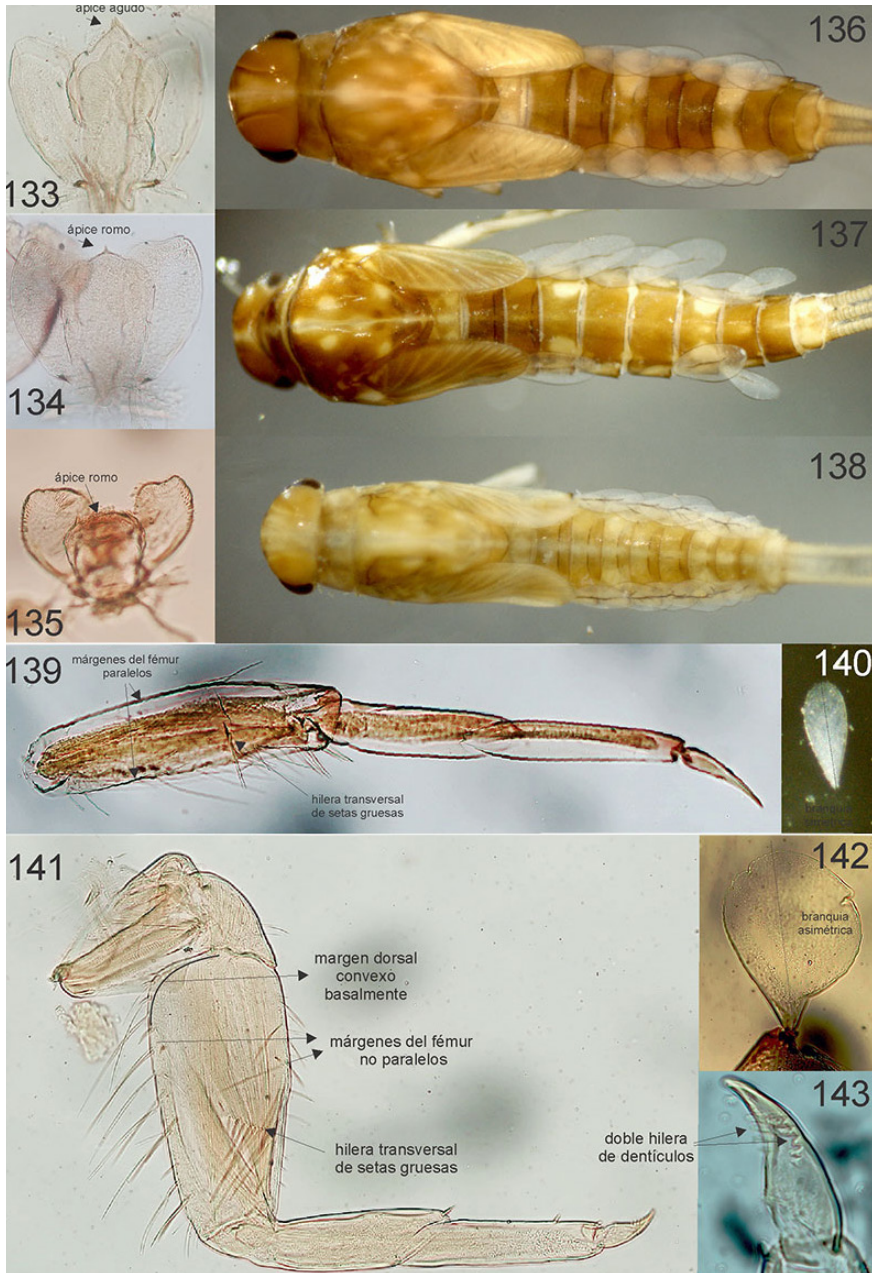 ápice agudo
133
136
ápice romo
134
137
ápice romo
135
138
139
márgenes del fémur
paralelos
hilera transversal
de setas gruesas
140
branquia
141
margen dorsal
convexo
basalmente
márgenes del fémur
no paralelos
hilera transversal
de setas gruesas
142
branquia
asimétrica
143
doble hilera
de dentículos